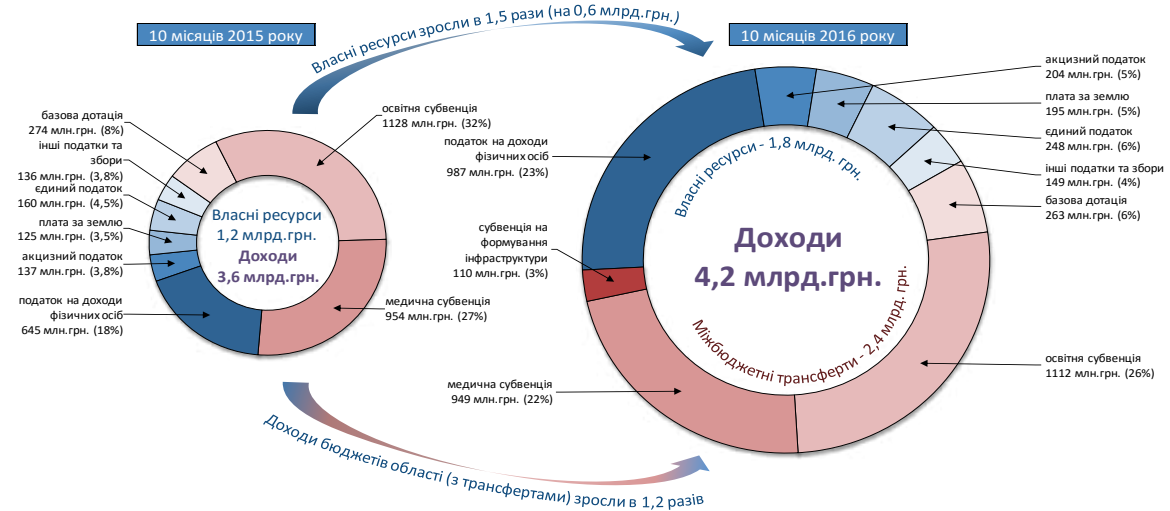 10 місяців 2015 року
Власні ресурси зросли в 1,5 рази (на 0,6 млрд.грн.)
10 місяців 2016 року
базова дотація
274 млн.грн. (8%)
інші податки та
збори
136 млн.грн. (3,8%)
єдиний податок
160 млн.грн. (4,5%)
плата за землю
125 млн.грн. (3,5%)
акцизний податок
137 млн.грн. (3,8%)
податок на доходи
фізичних осіб
645 млн.грн. (18%)
освітня субвенція
1128 млн.грн. (32%)
медична субвенція
954 млн.грн. (27%)
Власні ресурси
1,2 млрд.грн.
Доходи
3,6 млрд.грн.
податок на доходи
фізичних осіб
987 млн.грн. (23%)
субвенція на
формування
інфраструктури
110 млн.грн. (3%)
медична субвенція
949 млн.грн. (22%)
Власні ресурси - 1,8 млрд. грн.
Доходи
4,2 млрд.грн.
Міжбюджетні трансферти - 2,4 млрд. грн.
акцизний податок
204 млн.грн. (5%)
плата за землю
195 млн.грн. (5%)
єдиний податок
248 млн.грн. (6%)
інші податки та збори
149 млн.грн. (4%)
базова дотація
263 млн.грн. (6%)
освітня субвенція
1112 млн.грн. (26%)
Доходи бюджетів області (з трансфертами) зросли в 1,2 разів